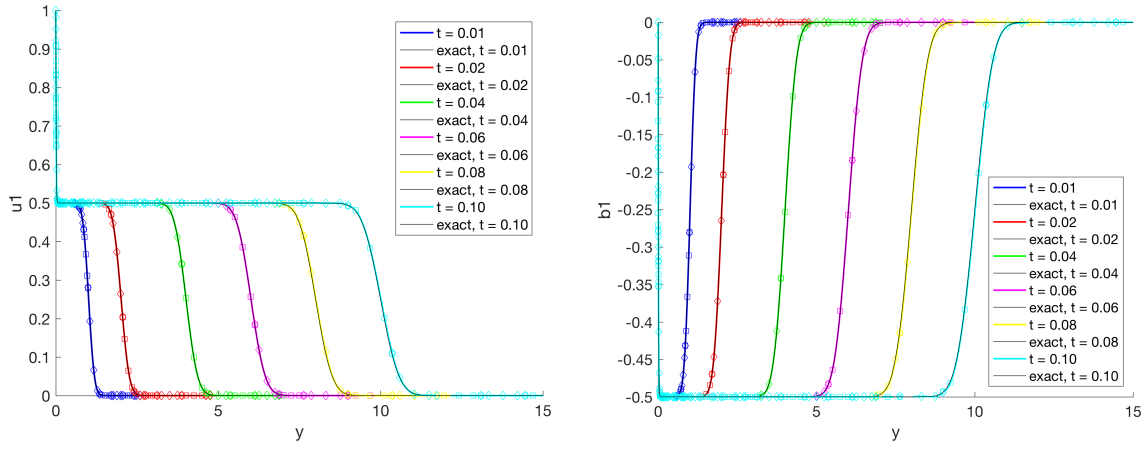 1
0.9
0.8
0.7
0.6
0.5
0.4
0.3
0.2
0.1
0
u1
0 5 10 15
y
t = 0.01
exact, t = 0.01
t = 0.02
exact, t = 0.02
t = 0.04
exact, t = 0.04
t = 0.06
exact, t = 0.06
t = 0.08
exact, t = 0.08
t = 0.10
exact, t = 0.10
0
-0.05
-0.1
-0.15
-0.2
-0.25
-0.3
-0.35
-0.4
-0.45
-0.5
b1
0 5 10 15
y
t = 0.01
exact, t = 0.01
t = 0.02
exact, t = 0.02
t = 0.04
exact, t = 0.04
t = 0.06
exact, t = 0.06
t = 0.08
exact, t = 0.08
t = 0.10
exact, t = 0.10